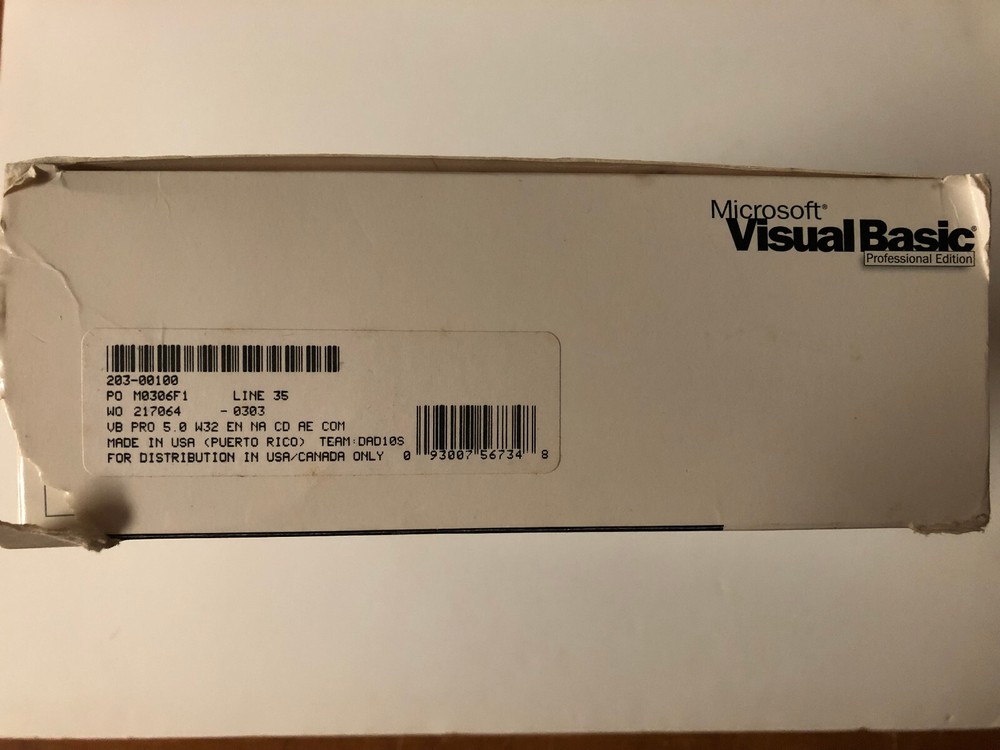 Microsoft®
Visual Basic®
Professional Edition
203-00100
PO M0306F1 LINE 35
WO 217064 - 0303
VB PRO 5.0 W32 EN NA CD AE COM
MADE IN USA (PUERTO RICO) TEAM:DAD10S
FOR DISTRIBUTION IN USA/CANADA ONLY
0 93007 56734 8